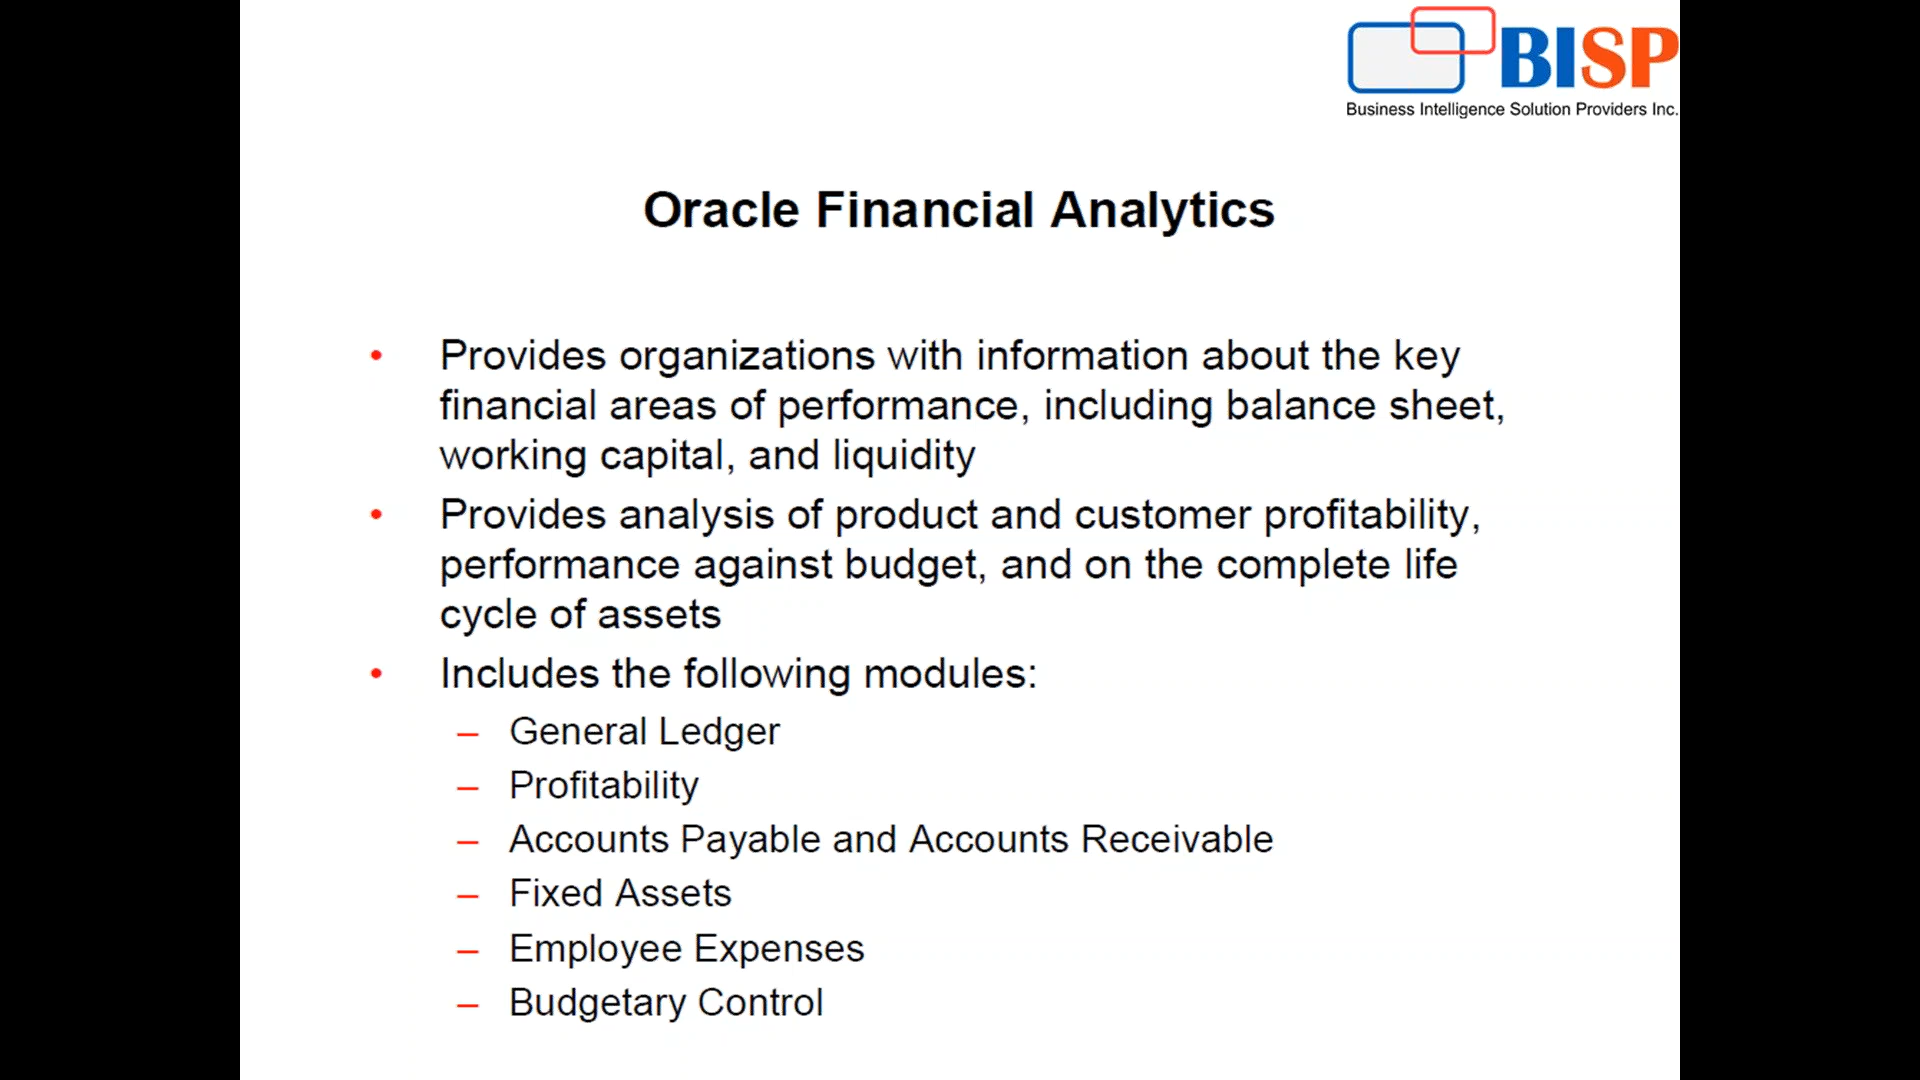 BISP
Business Intelligence Solution Providers Inc.
Oracle Financial Analytics
• Provides organizations with information about the key
financial areas of performance, including balance sheet,
working capital, and liquidity
• Provides analysis of product and customer profitability,
performance against budget, and on the complete life
cycle of assets
• Includes the following modules:
– General Ledger
– Profitability
– Accounts Payable and Accounts Receivable
– Fixed Assets
– Employee Expenses
– Budgetary Control